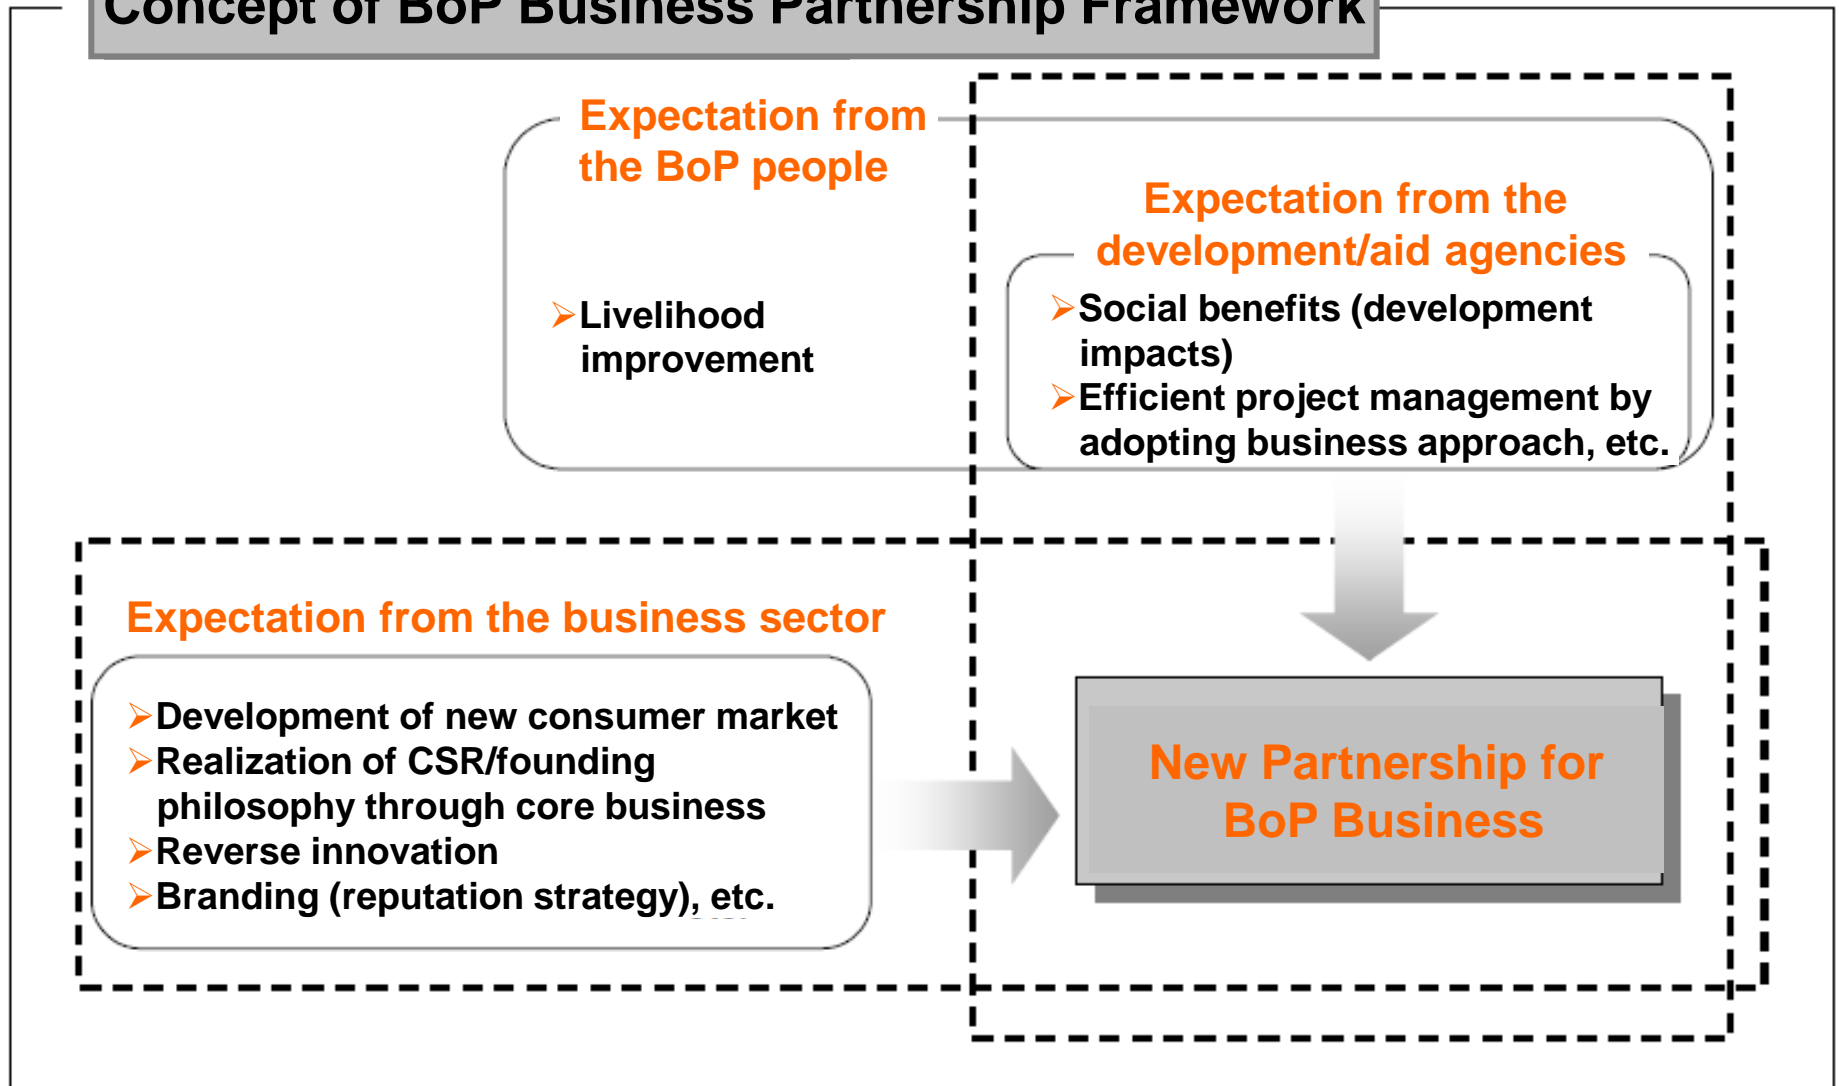 Concept of BoP Business Partnership Framework
Expectation from
the BoP people
➢Livelihood
improvement
Expectation from the
development/aid agencies
➢Social benefits (development
impacts)
➢Efficient project management by
adopting business approach, etc.
Expectation from the business sector
➢Development of new consumer market
➢Realization of CSR/founding
philosophy through core business
➢Reverse innovation
➢Branding (reputation strategy), etc.
New Partnership for
BoP Business